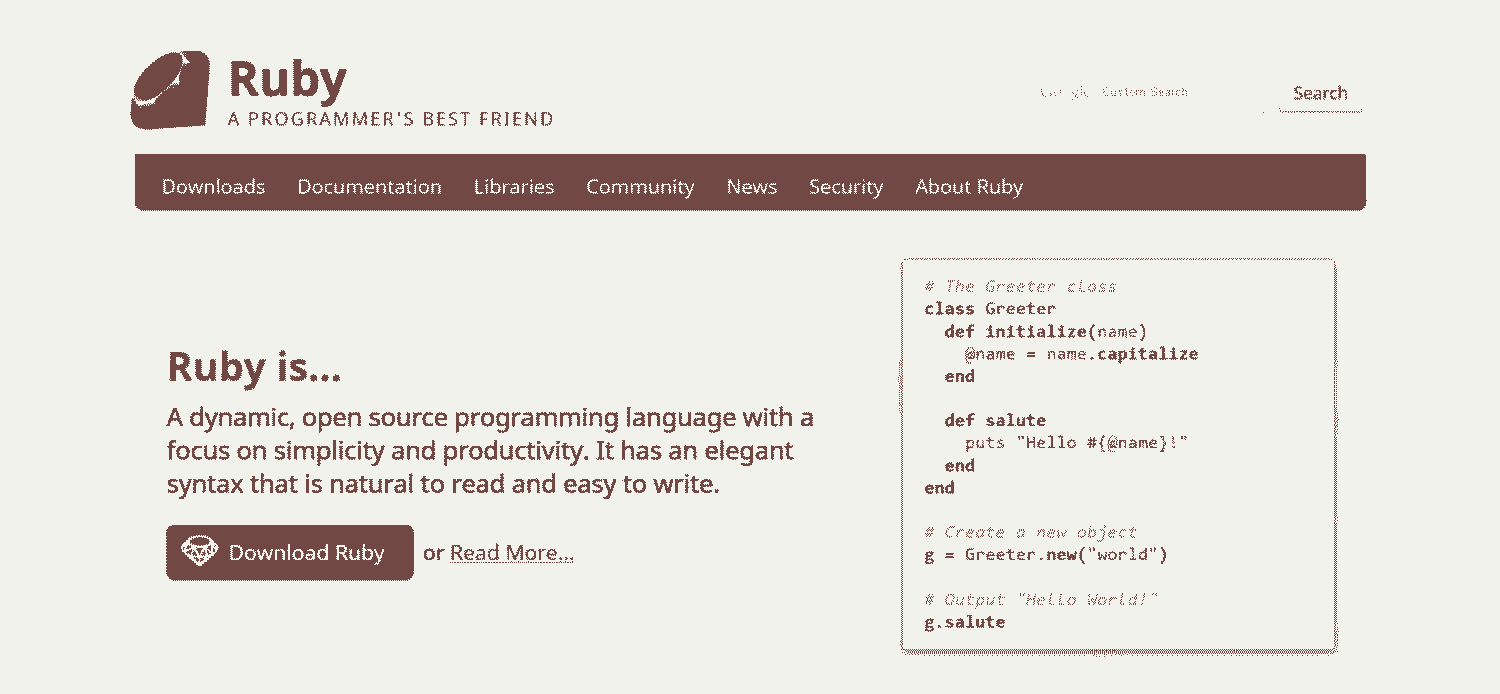 Ruby
A PROGRAMMER'S BEST FRIEND
Google Custom Search
Search
Downloads Documentation Libraries Community News Security About Ruby
Ruby is...
A dynamic, open source programming language with a
focus on simplicity and productivity. It has an elegant
syntax that is natural to read and easy to write.
Download Ruby or Read More...
# The Greeter class
class Greeter
  def initialize(name)
    @name = name.capitalize
  end

  def salute
    puts "Hello #{@name}!"
  end
end

# Create a new object
g = Greeter.new("world")

# Output "Hello World!"
g.salute